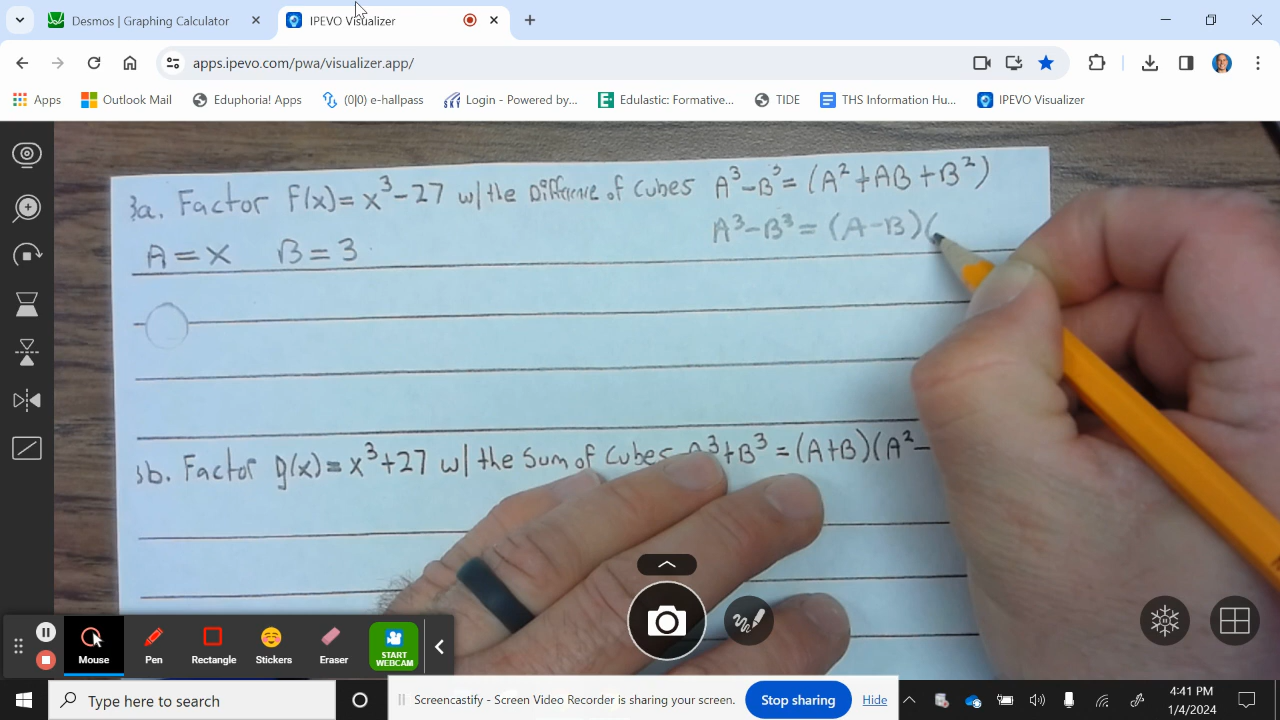 Desmos | Graphing Calculator
IPEVO Visualizer
apps.ipevo.com/pwa/visualizer.app/
Apps
Outlook Mail
Eduphoria! Apps
(0|0) e-hallpass
Login - Powered by...
Edulastic: Formative...
TIDE
THS Information Hu...
IPEVO Visualizer
3a. Factor f(x)=x³-27 w/ the Difference of Cubes A³-B³=(A²+AB+B²)
A³-B³=(A-B)(
A=x B=3
3b. Factor g(x)=x³+27 w/ the Sum of Cubes A³+B³=(A+B)(A²-
Mouse
Pen
Rectangle
Stickers
Eraser
START
WEBCAM
Type here to search
Screencastify - Screen Video Recorder is sharing your screen.
Stop sharing
Hide
4:41 PM
1/4/2024